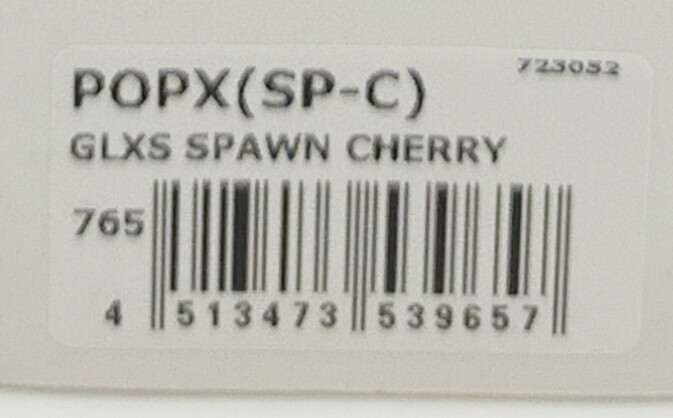 723052
POPX(SP-C)
GLXS SPAWN CHERRY
765
4 513473 539657